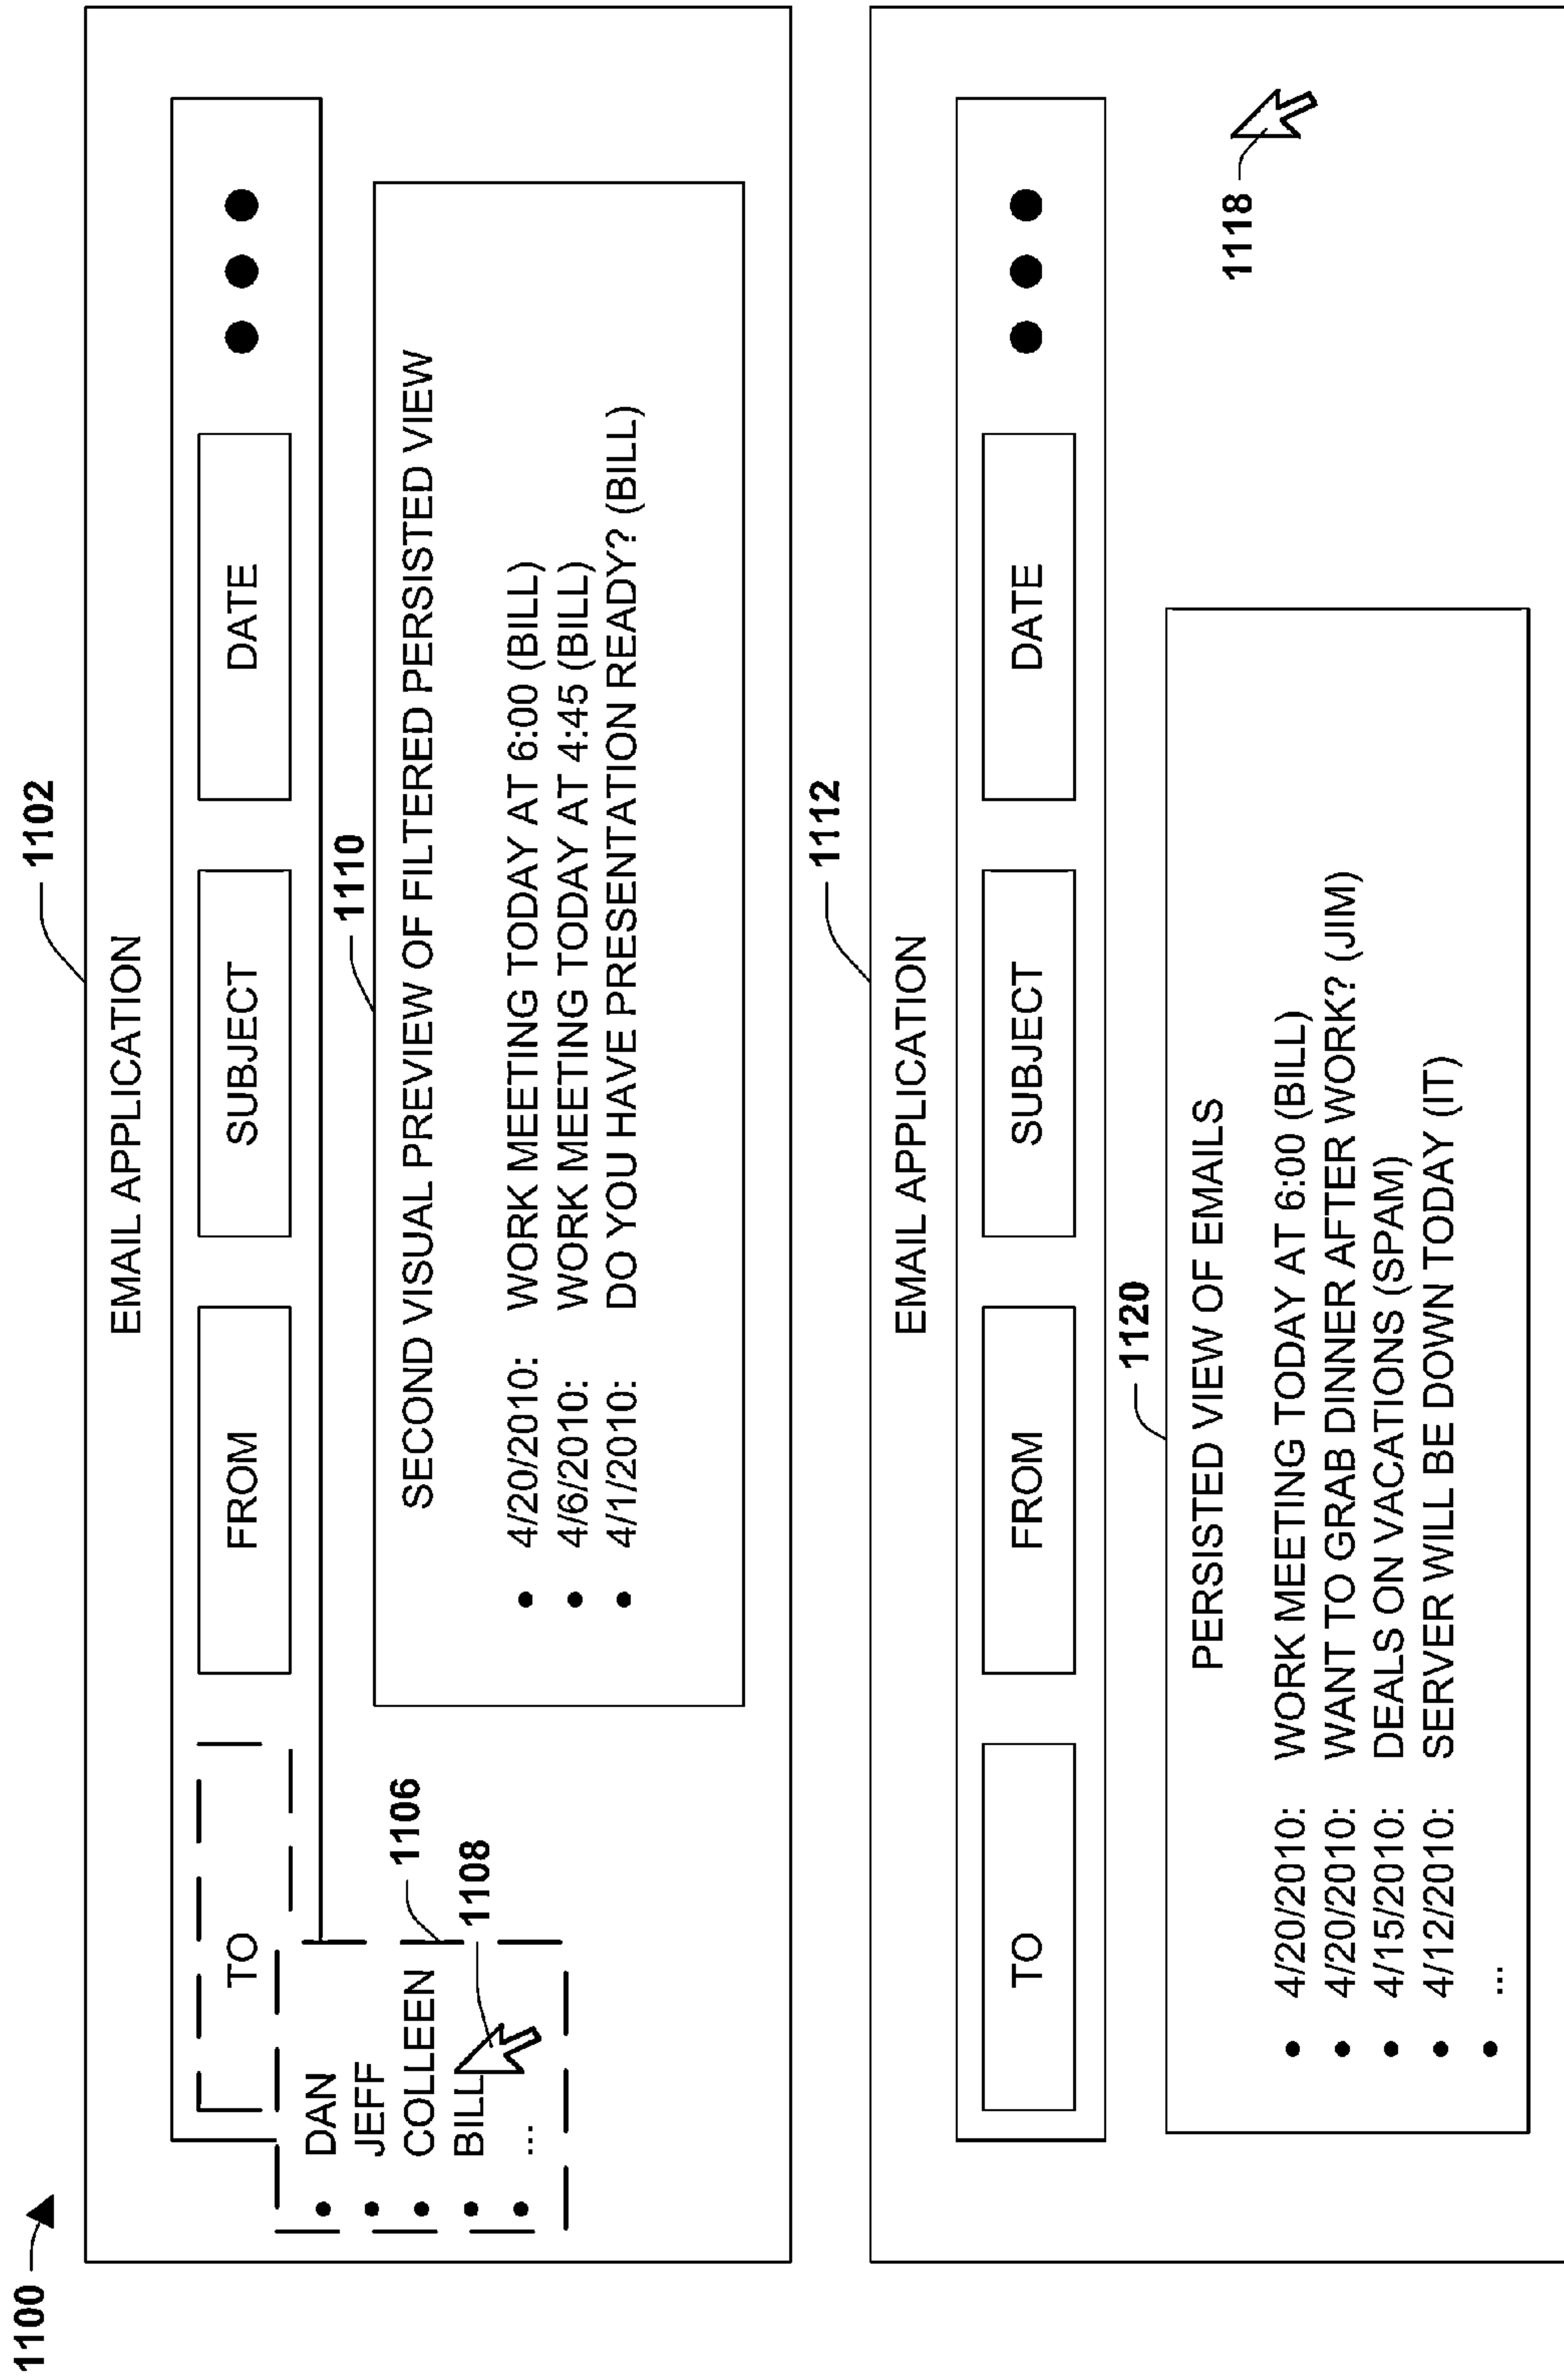 1100
1102
EMAIL APPLICATION
TO
FROM
SUBJECT
DATE
• DAN
• JEFF
• COLLEEN
• BILL
• ...
1106
1108
1110
SECOND VISUAL PREVIEW OF FILTERED PERSISTED VIEW
• 4/20/2010: WORK MEETING TODAY AT 6:00 (BILL)
• 4/6/2010: WORK MEETING TODAY AT 4:45 (BILL)
• 4/1/2010: DO YOU HAVE PRESENTATION READY? (BILL)
1112
EMAIL APPLICATION
TO
FROM
SUBJECT
DATE
1120
PERSISTED VIEW OF EMAILS
• 4/20/2010: WORK MEETING TODAY AT 6:00 (BILL)
• 4/20/2010: WANT TO GRAB DINNER AFTER WORK? (JIM)
• 4/15/2010: DEALS ON VACATIONS (SPAM)
• 4/12/2010: SERVER WILL BE DOWN TODAY (IT)
• ...
1118